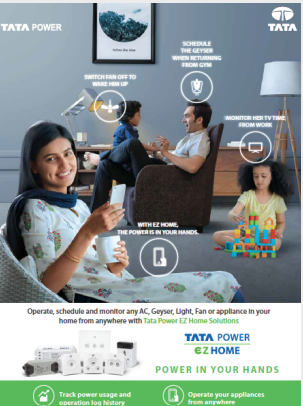 TATA POWER
TATA
follow the blue
SCHEDULE
THE GEYSER
WHEN RETURNING
FROM GYM
SWITCH FAN OFF TO
WAKE HIM UP
MONITOR HER TV TIME
FROM WORK
WITH EZ HOME,
THE POWER IS IN YOUR HANDS.
Operate, schedule and monitor any AC, Geyser, Light, Fan or appliance in your
home from anywhere with Tata Power EZ Home Solutions
TATA POWER
EZ HOME
POWER IN YOUR HANDS
Track power usage and
operation log history
Operate your appliances
from anywhere